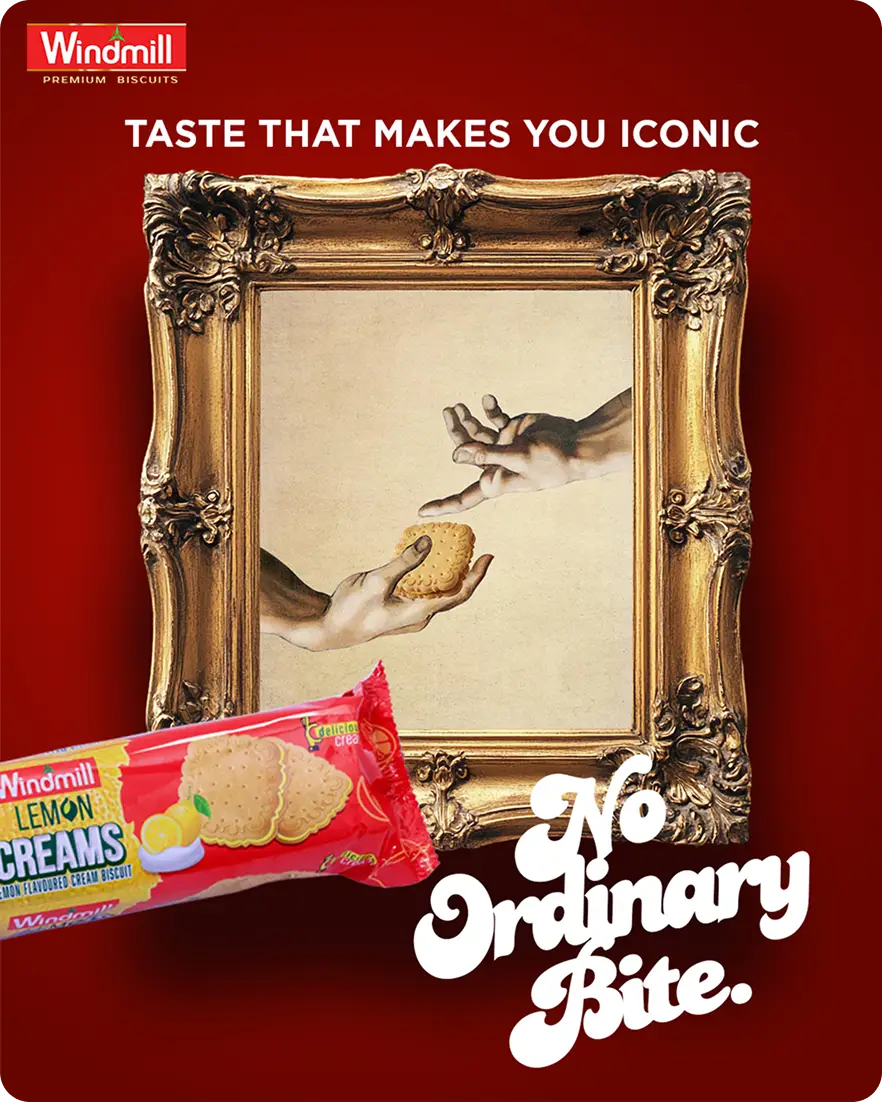 Windmill
PREMIUM BISCUITS
TASTE THAT MAKES YOU ICONIC
delicious
Windmill
LEMON
CREAMS
LEMON FLAVOURED CREAM BISCUIT
Windmill
No
Ordinary
Bite.